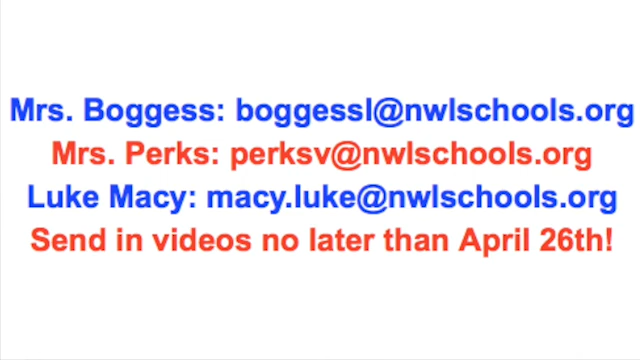 Mrs. Boggess: boggessl@nwlschools.org
Mrs. Perks: perksv@nwlschools.org
Luke Macy: macy.luke@nwlschools.org
Send in videos no later than April 26th!